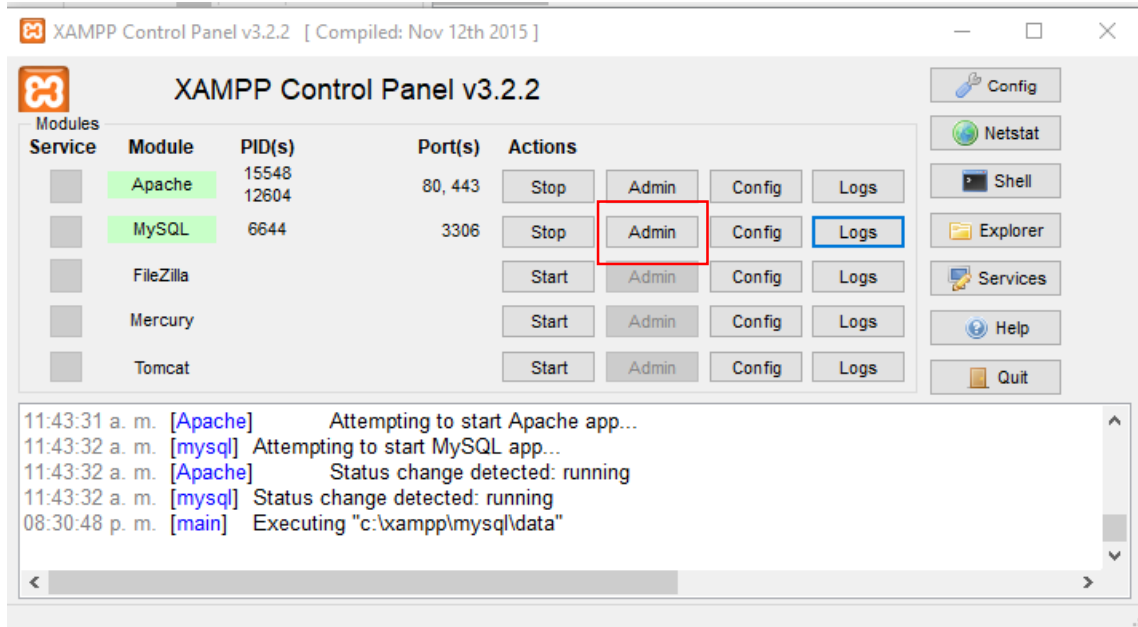 XAMPP Control Panel v3.2.2 [ Compiled: Nov 12th 2015 ]
XAMPP Control Panel v3.2.2
Config
Modules
Service Module PID(s) Port(s) Actions
Netstat
Apache 15548 12604 80, 443 Stop Admin Config Logs
Shell
MySQL 6644 3306 Stop Admin Config Logs
Explorer
FileZilla Start Admin Config Logs
Services
Mercury Start Admin Config Logs
Help
Tomcat Start Admin Config Logs
Quit
11:43:31 a. m. [Apache] Attempting to start Apache app...
11:43:32 a. m. [mysql] Attempting to start MySQL app...
11:43:32 a. m. [Apache] Status change detected: running
11:43:32 a. m. [mysql] Status change detected: running
08:30:48 p. m. [main] Executing "c:\xampp\mysql\data"